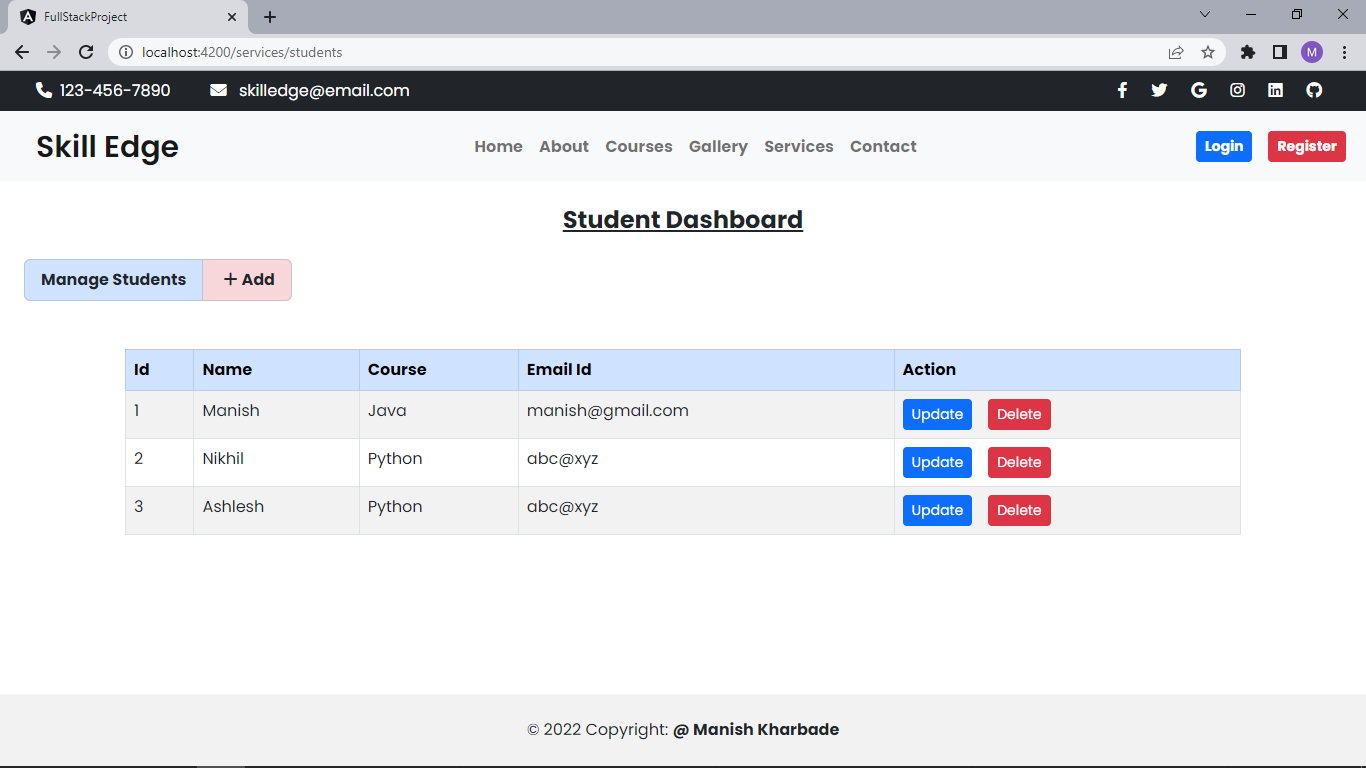 FullStackProject
localhost:4200/services/students
M
123-456-7890 skilledge@email.com
Skill Edge Home About Courses Gallery Services Contact Login Register
Student Dashboard
Manage Students + Add
Id Name Course Email Id Action
1 Manish Java manish@gmail.com Update Delete
2 Nikhil Python abc@xyz Update Delete
3 Ashlesh Python abc@xyz Update Delete
© 2022 Copyright: @ Manish Kharbade